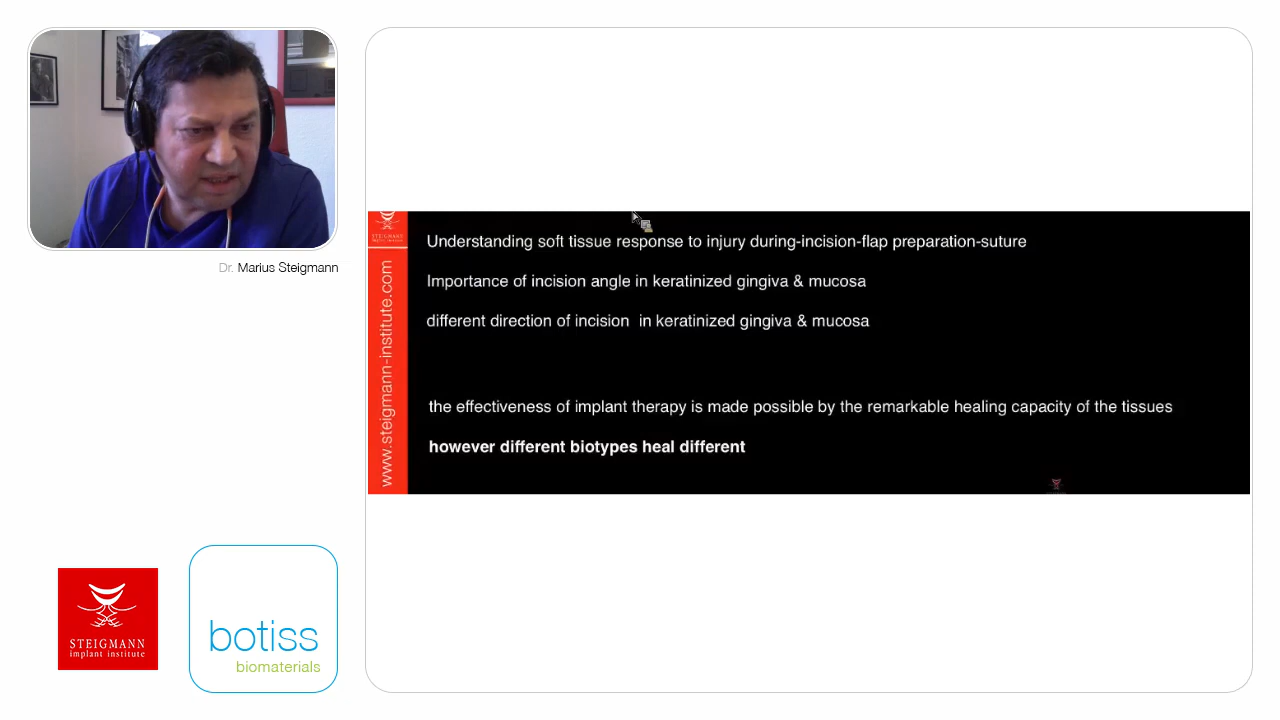 Dr. Marius Steigmann
STEIGMANN
implant institute
botiss
biomaterials
www.steigmann-institute.com
Understanding soft tissue response to injury during-incision-flap preparation-suture
Importance of incision angle in keratinized gingiva & mucosa
different direction of incision in keratinized gingiva & mucosa
the effectiveness of implant therapy is made possible by the remarkable healing capacity of the tissues
however different biotypes heal different